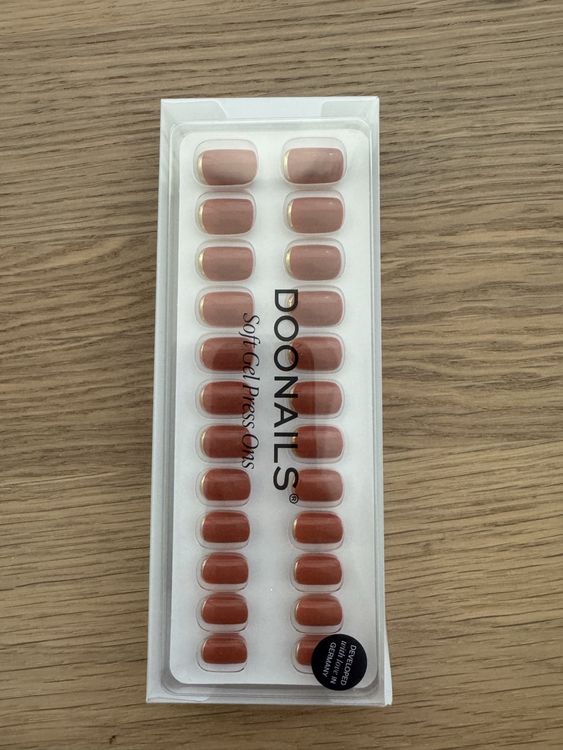 DOONAILS®
Soft Gel Press Ons
DEVELOPED
with love IN
GERMANY